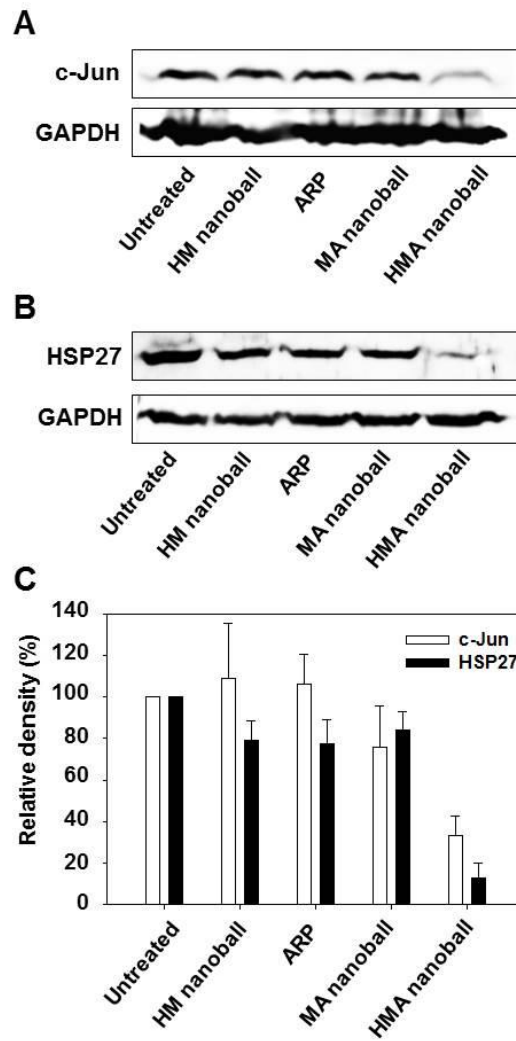 A
c-Jun
GAPDH
Untreated
HM nanoball
ARP
MA nanoball
HMA nanoball
B
HSP27
GAPDH
Untreated
HM nanoball
ARP
MA nanoball
HMA nanoball
C
Relative density (%)
140
120
100
80
60
40
20
0
c-Jun
HSP27
Untreated
HM nanoball
ARP
MA nanoball
HMA nanoball